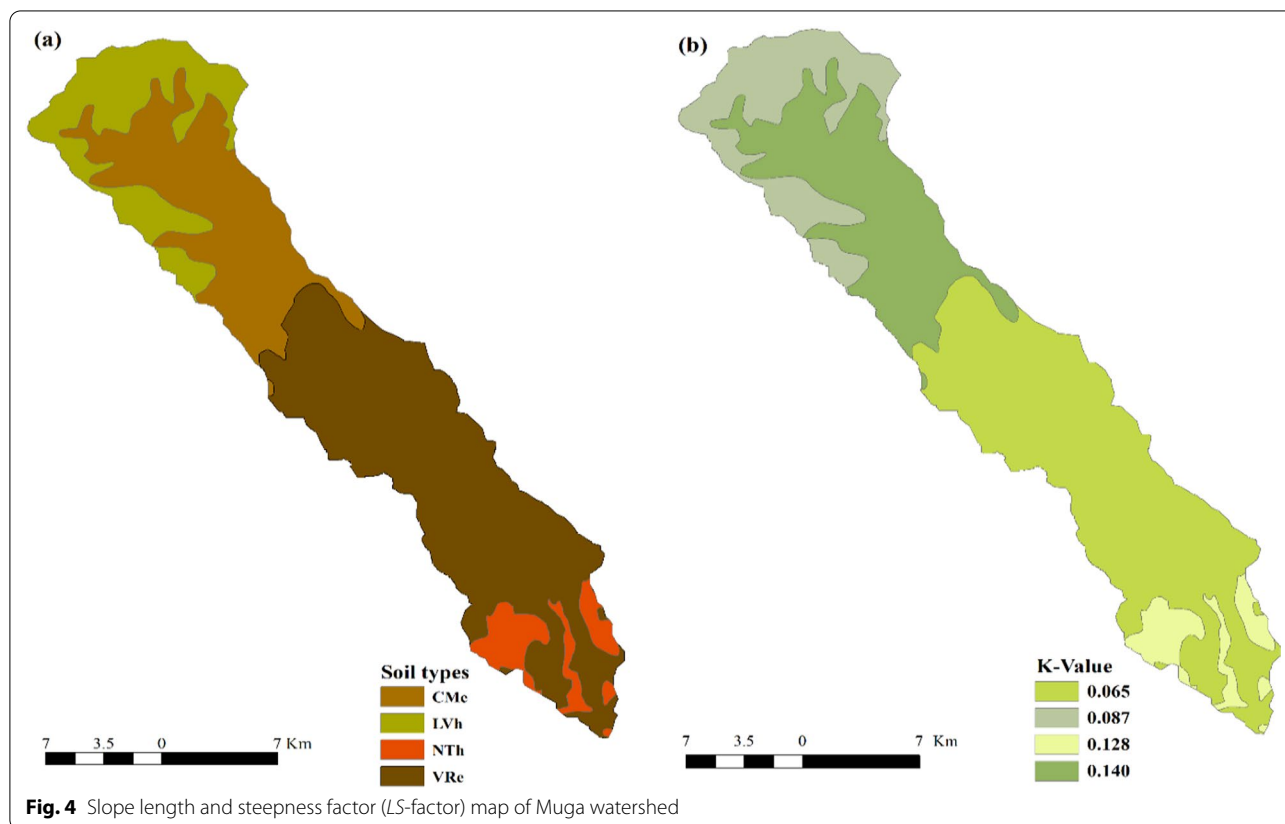 (a)
Soil types
CMe
LVh
NTh
VRe
7 3.5 0 7 Km
(b)
K-Value
0.065
0.087
0.128
0.140
7 3.5 0 7 Km
Fig. 4 Slope length and steepness factor (LS-factor) map of Muga watershed